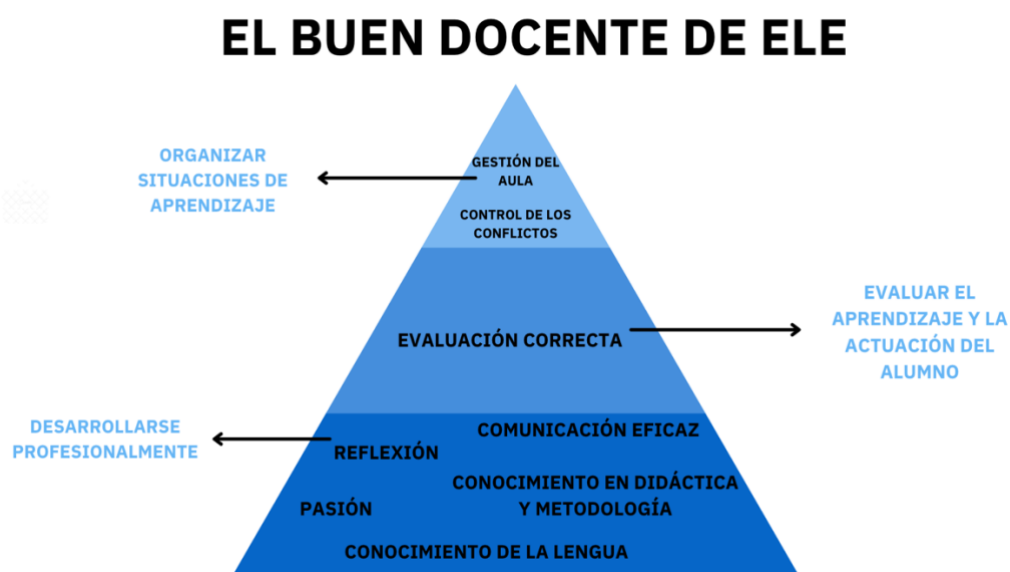 EL BUEN DOCENTE DE ELE
ORGANIZAR
SITUACIONES DE
APRENDIZAJE
GESTIÓN DEL
AULA
CONTROL DE LOS
CONFLICTOS
EVALUACIÓN CORRECTA
EVALUAR EL
APRENDIZAJE Y LA
ACTUACIÓN DEL
ALUMNO
DESARROLLARSE
PROFESIONALMENTE
REFLEXIÓN
COMUNICACIÓN EFICAZ
CONOCIMIENTO EN DIDÁCTICA
Y METODOLOGÍA
PASIÓN
CONOCIMIENTO DE LA LENGUA